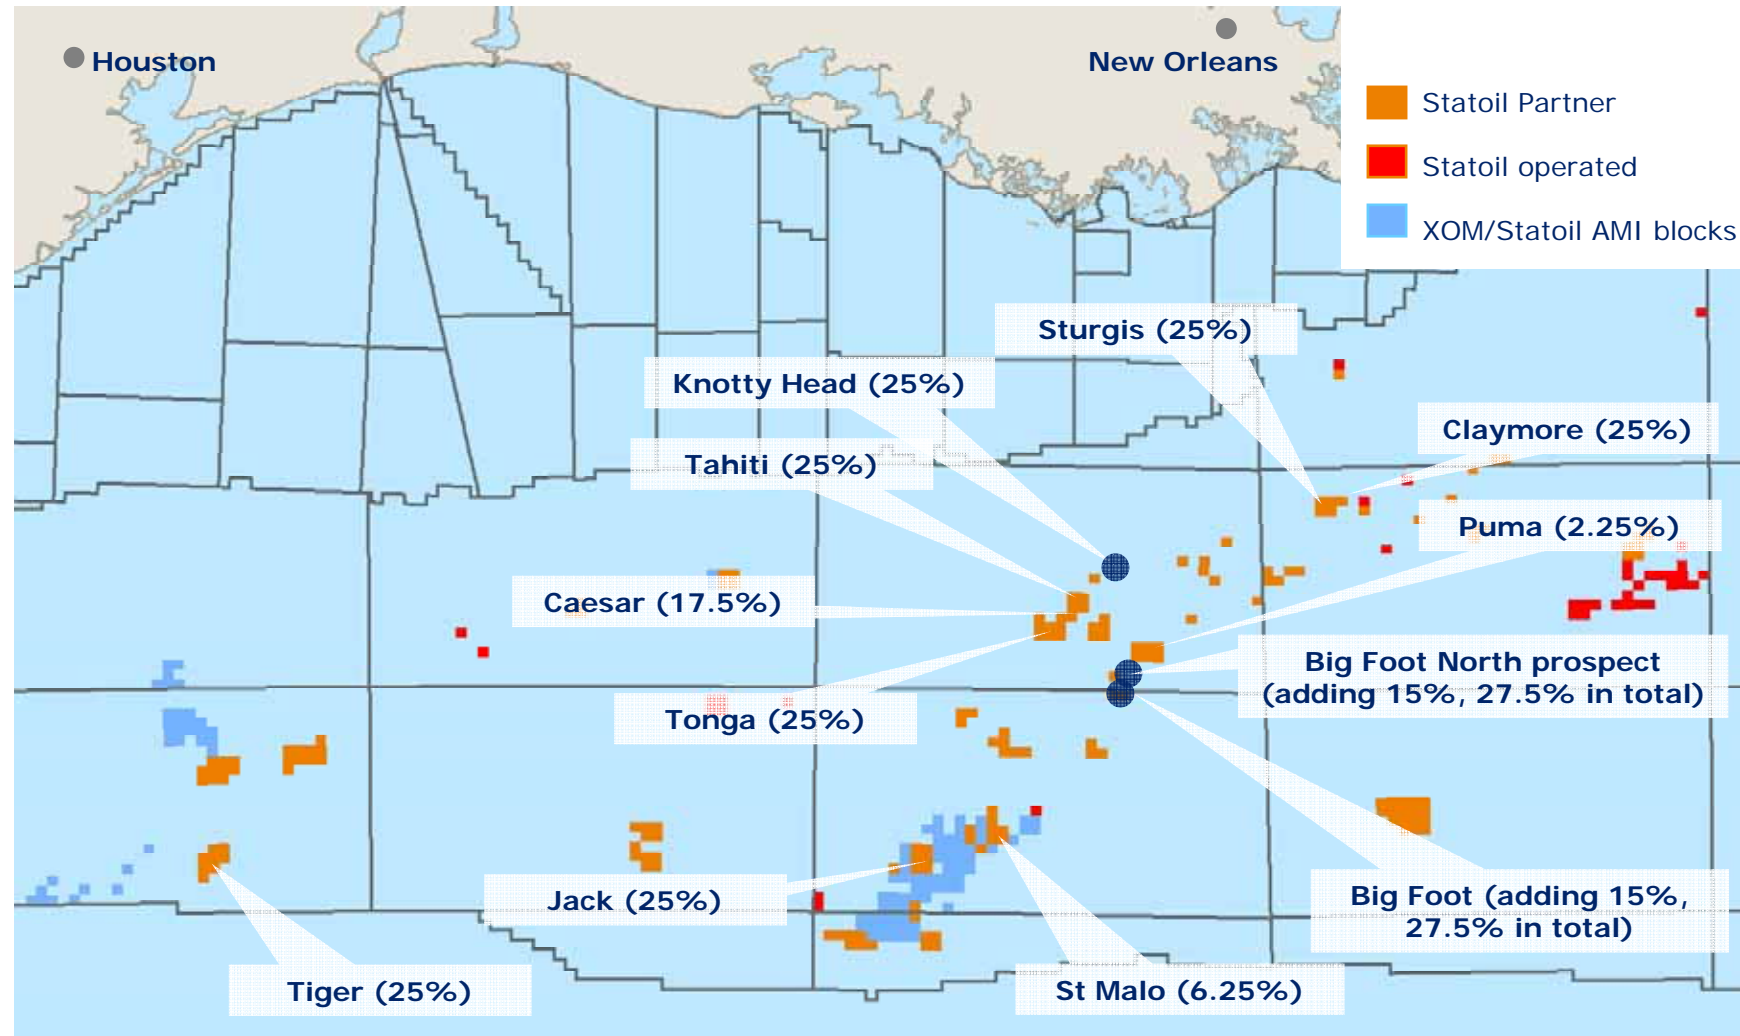 Houston
New Orleans
Statoil Partner
Statoil operated
XOM/Statoil AMI blocks
Sturgis (25%)
Knotty Head (25%)
Claymore (25%)
Tahiti (25%)
Puma (2.25%)
Caesar (17.5%)
Big Foot North prospect
(adding 15%, 27.5% in total)
Tonga (25%)
Jack (25%)
Big Foot (adding 15%,
27.5% in total)
Tiger (25%)
St Malo (6.25%)